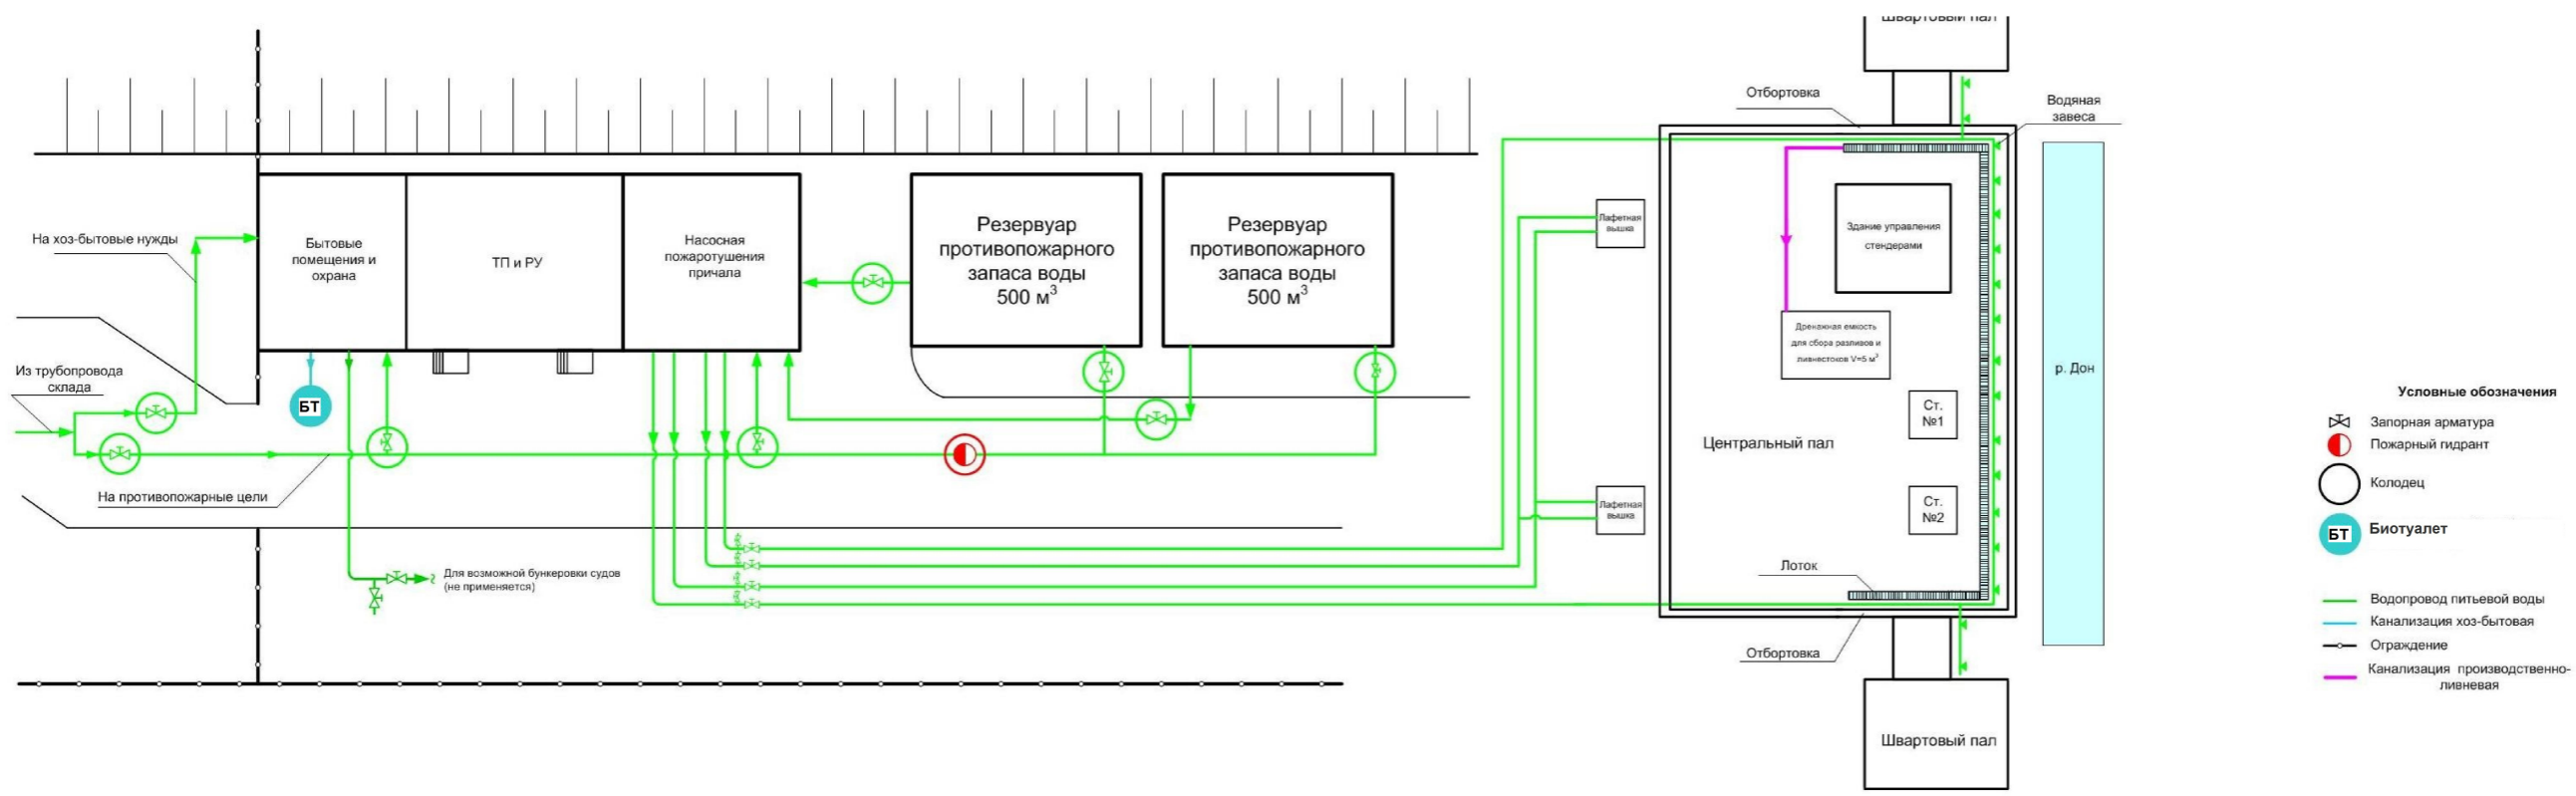 Швартовый пал
Отбортовка
Водяная
завеса
На хоз-бытовые нужды
Бытовые
помещения и
охрана
ТП и РУ
Насосная
пожаротушения
причала
Резервуар
противопожарного
запаса воды
500 м³
Резервуар
противопожарного
запаса воды
500 м³
Лафетная
вышка
Здание управления
стендерами
Дренажная емкость
для сбора разливов и
ливнестоков V=5 м³
р. Дон
Из трубопровода
склада
БТ
Ст.
№1
Центральный пал
На противопожарные цели
Лафетная
вышка
Ст.
№2
Для возможной бункеровки судов
(не применяется)
Лоток
Отбортовка
Швартовый пал
Условные обозначения
Запорная арматура
Пожарный гидрант
Колодец
БТ Биотуалет
Водопровод питьевой воды
Канализация хоз-бытовая
Ограждение
Канализация производственно-
ливневая